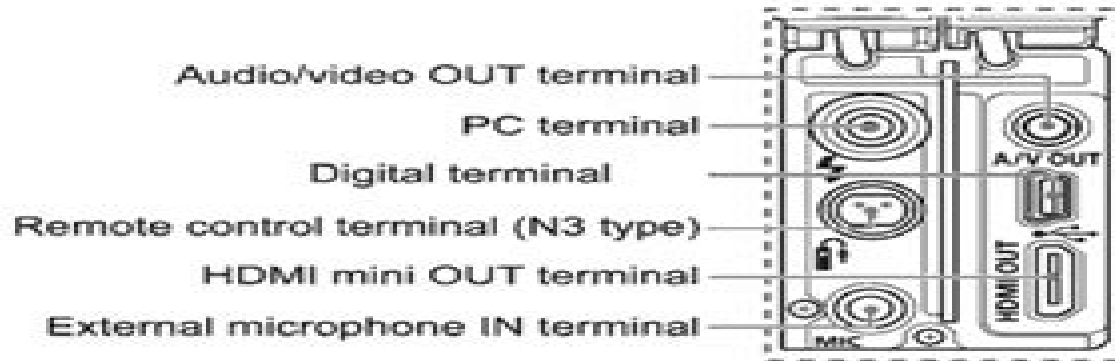 Audio/video OUT terminal
PC terminal
A/V OUT
Digital terminal
Remote control terminal (N3 type)
HDMI mini OUT terminal
HDMI OUT
External microphone IN terminal
MIC